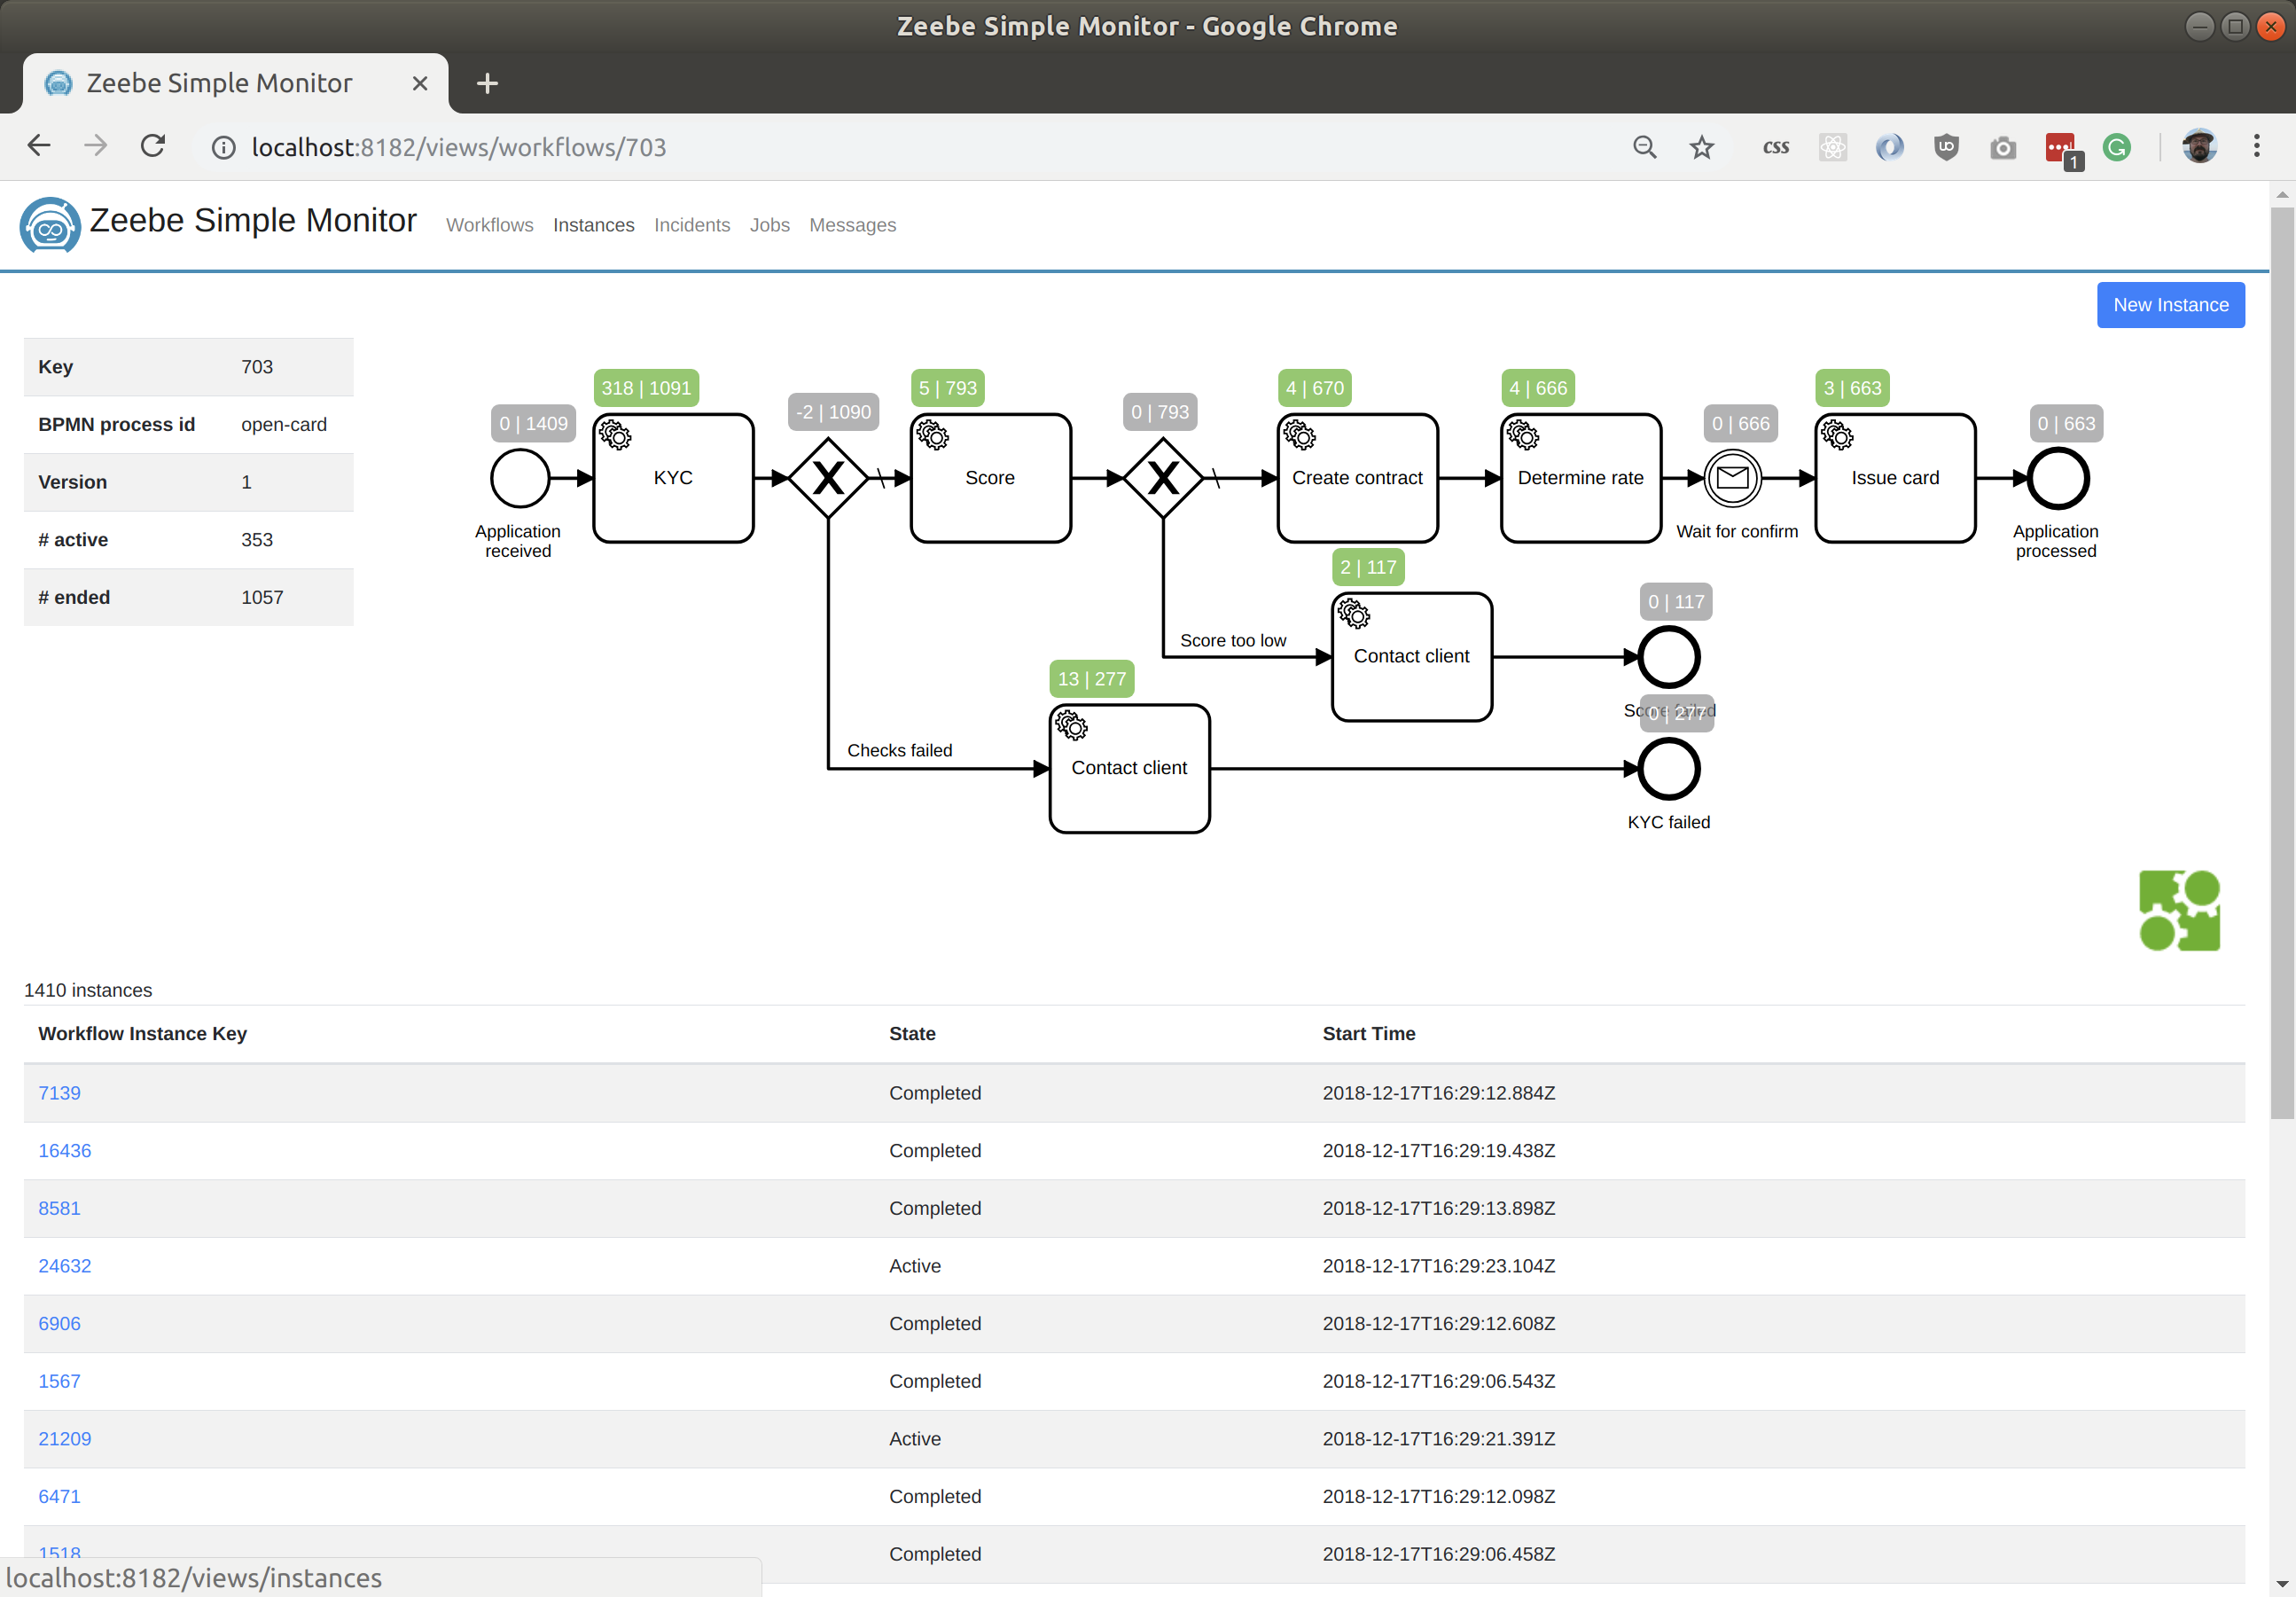 Zeebe Simple Monitor - Google Chrome
Zeebe Simple Monitor
localhost:8182/views/workflows/703
css
1
Zeebe Simple Monitor Workflows Instances Incidents Jobs Messages
New Instance
Key 703
BPMN process id open-card
Version 1
# active 353
# ended 1057
318 | 1091
5 | 793
4 | 670
4 | 666
3 | 663
0 | 1409
-2 | 1090
0 | 793
0 | 666
0 | 663
KYC
Score
Create contract
Determine rate
Issue card
Application
received
Wait for confirm
Application
processed
2 | 117
0 | 117
Score too low
Contact client
13 | 277
Score failed
0 | 277
Checks failed
Contact client
KYC failed
1410 instances
Workflow Instance Key State Start Time
7139 Completed 2018-12-17T16:29:12.884Z
16436 Completed 2018-12-17T16:29:19.438Z
8581 Completed 2018-12-17T16:29:13.898Z
24632 Active 2018-12-17T16:29:23.104Z
6906 Completed 2018-12-17T16:29:12.608Z
1567 Completed 2018-12-17T16:29:06.543Z
21209 Active 2018-12-17T16:29:21.391Z
6471 Completed 2018-12-17T16:29:12.098Z
1518 Completed 2018-12-17T16:29:06.458Z
localhost:8182/views/instances